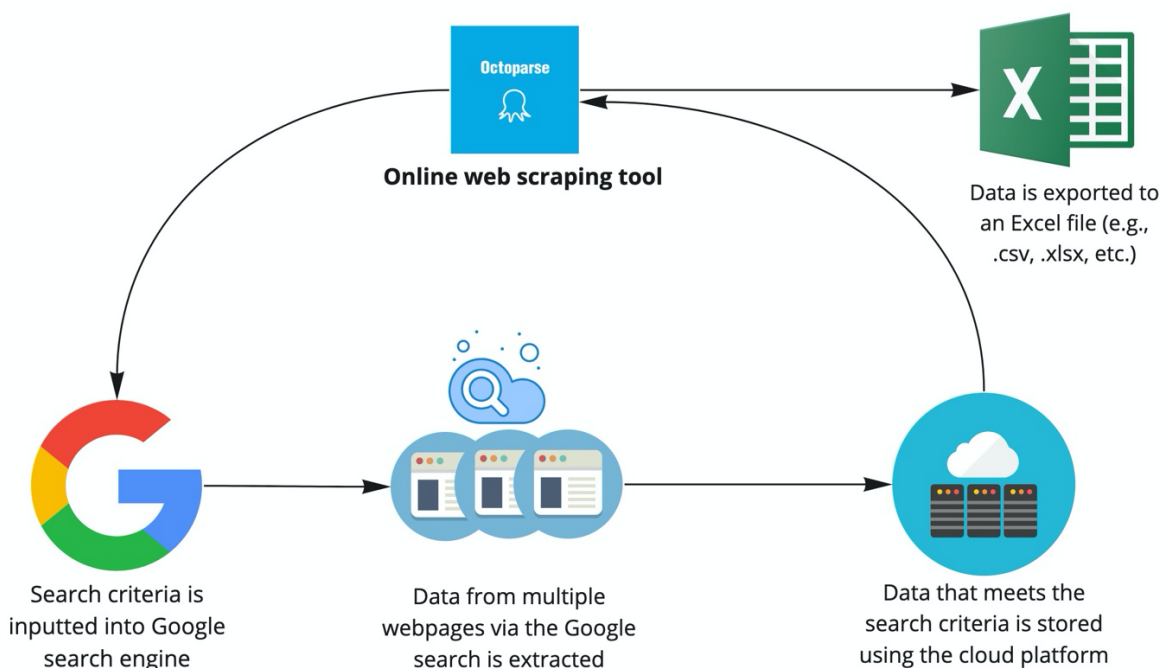 Octoparse
Online web scraping tool
X
Data is exported to
an Excel file (e.g.,
.csv, .xlsx, etc.)
Search criteria is
inputted into Google
search engine
Data from multiple
webpages via the Google
search is extracted
Data that meets the
search criteria is stored
using the cloud platform